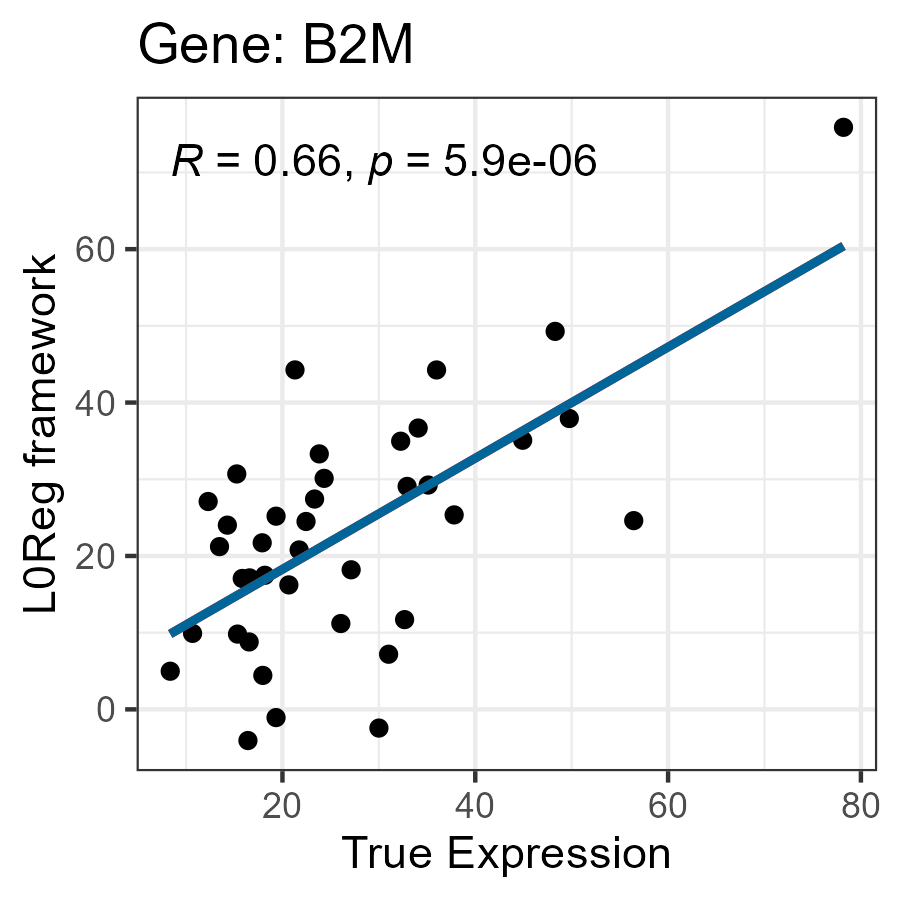 Gene: B2M
R = 0.66, p = 5.9e-06
L0Reg framework
60
40
20
0
20 40 60 80
True Expression